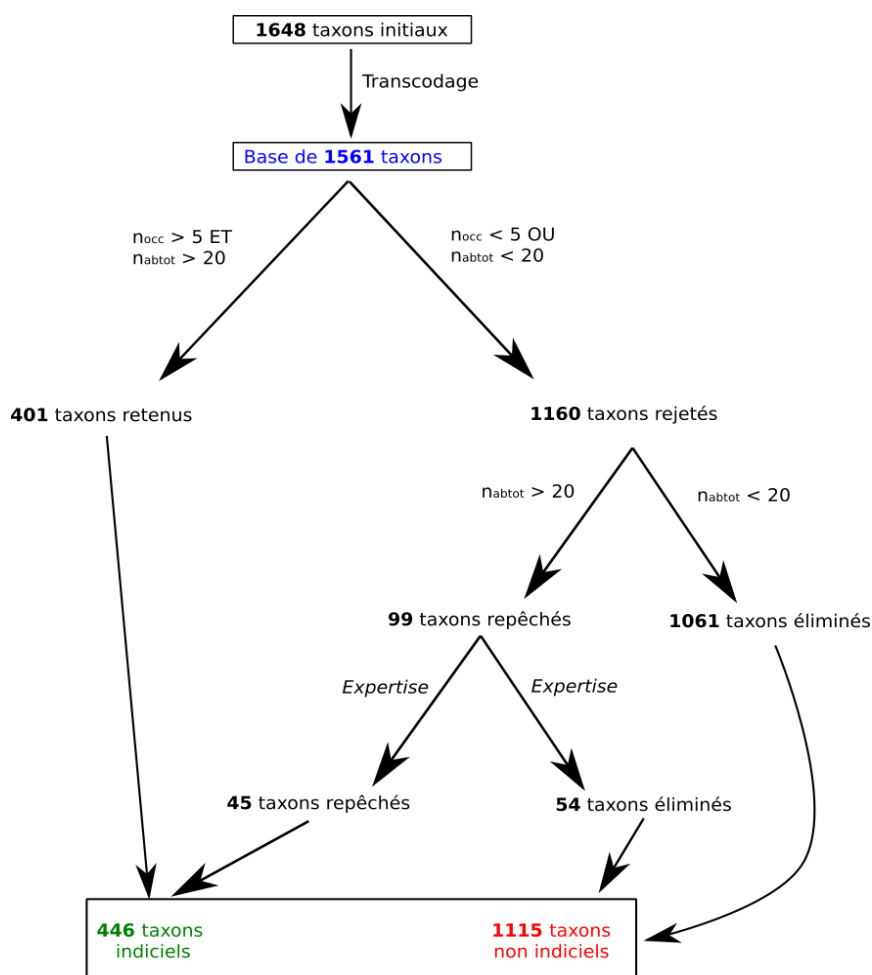 1648 taxons initiaux
Transcodage
Base de 1561 taxons
nocc > 5 ET
nabtot > 20
nocc < 5 OU
nabtot < 20
401 taxons retenus
1160 taxons rejetés
nabtot > 20
nabtot < 20
99 taxons repêchés
1061 taxons éliminés
Expertise
Expertise
45 taxons repêchés
54 taxons éliminés
446 taxons
indiciels
1115 taxons
non indiciels